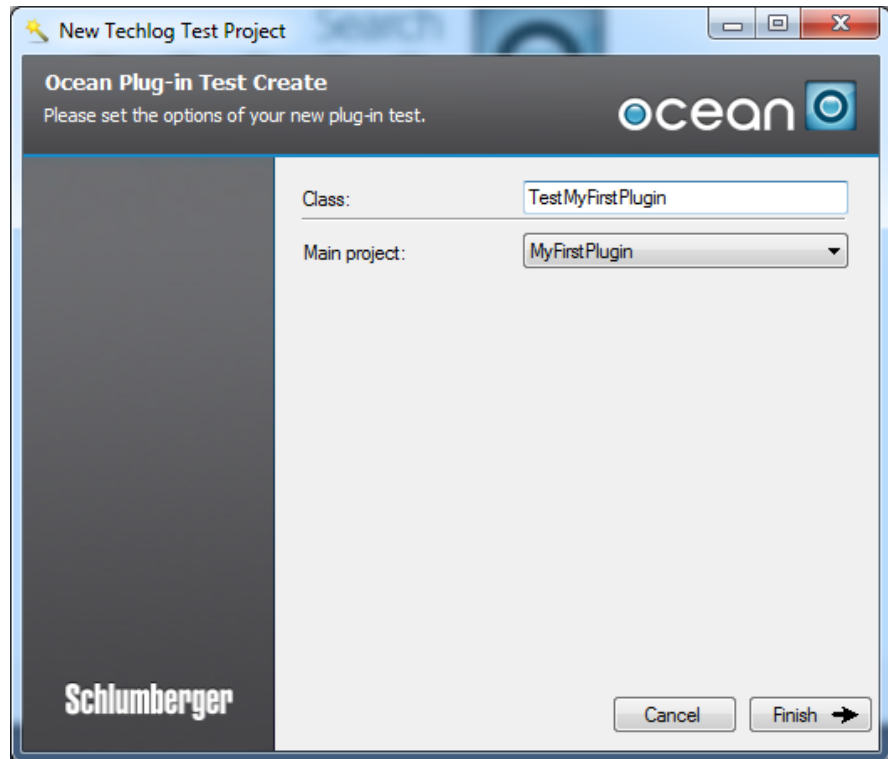 New Techlog Test Project
Search
Ocean Plug-in Test Create
Please set the options of your new plug-in test.
ocean
Class:
TestMyFirstPlugin
Main project:
MyFirstPlugin
Schlumberger
Cancel
Finish